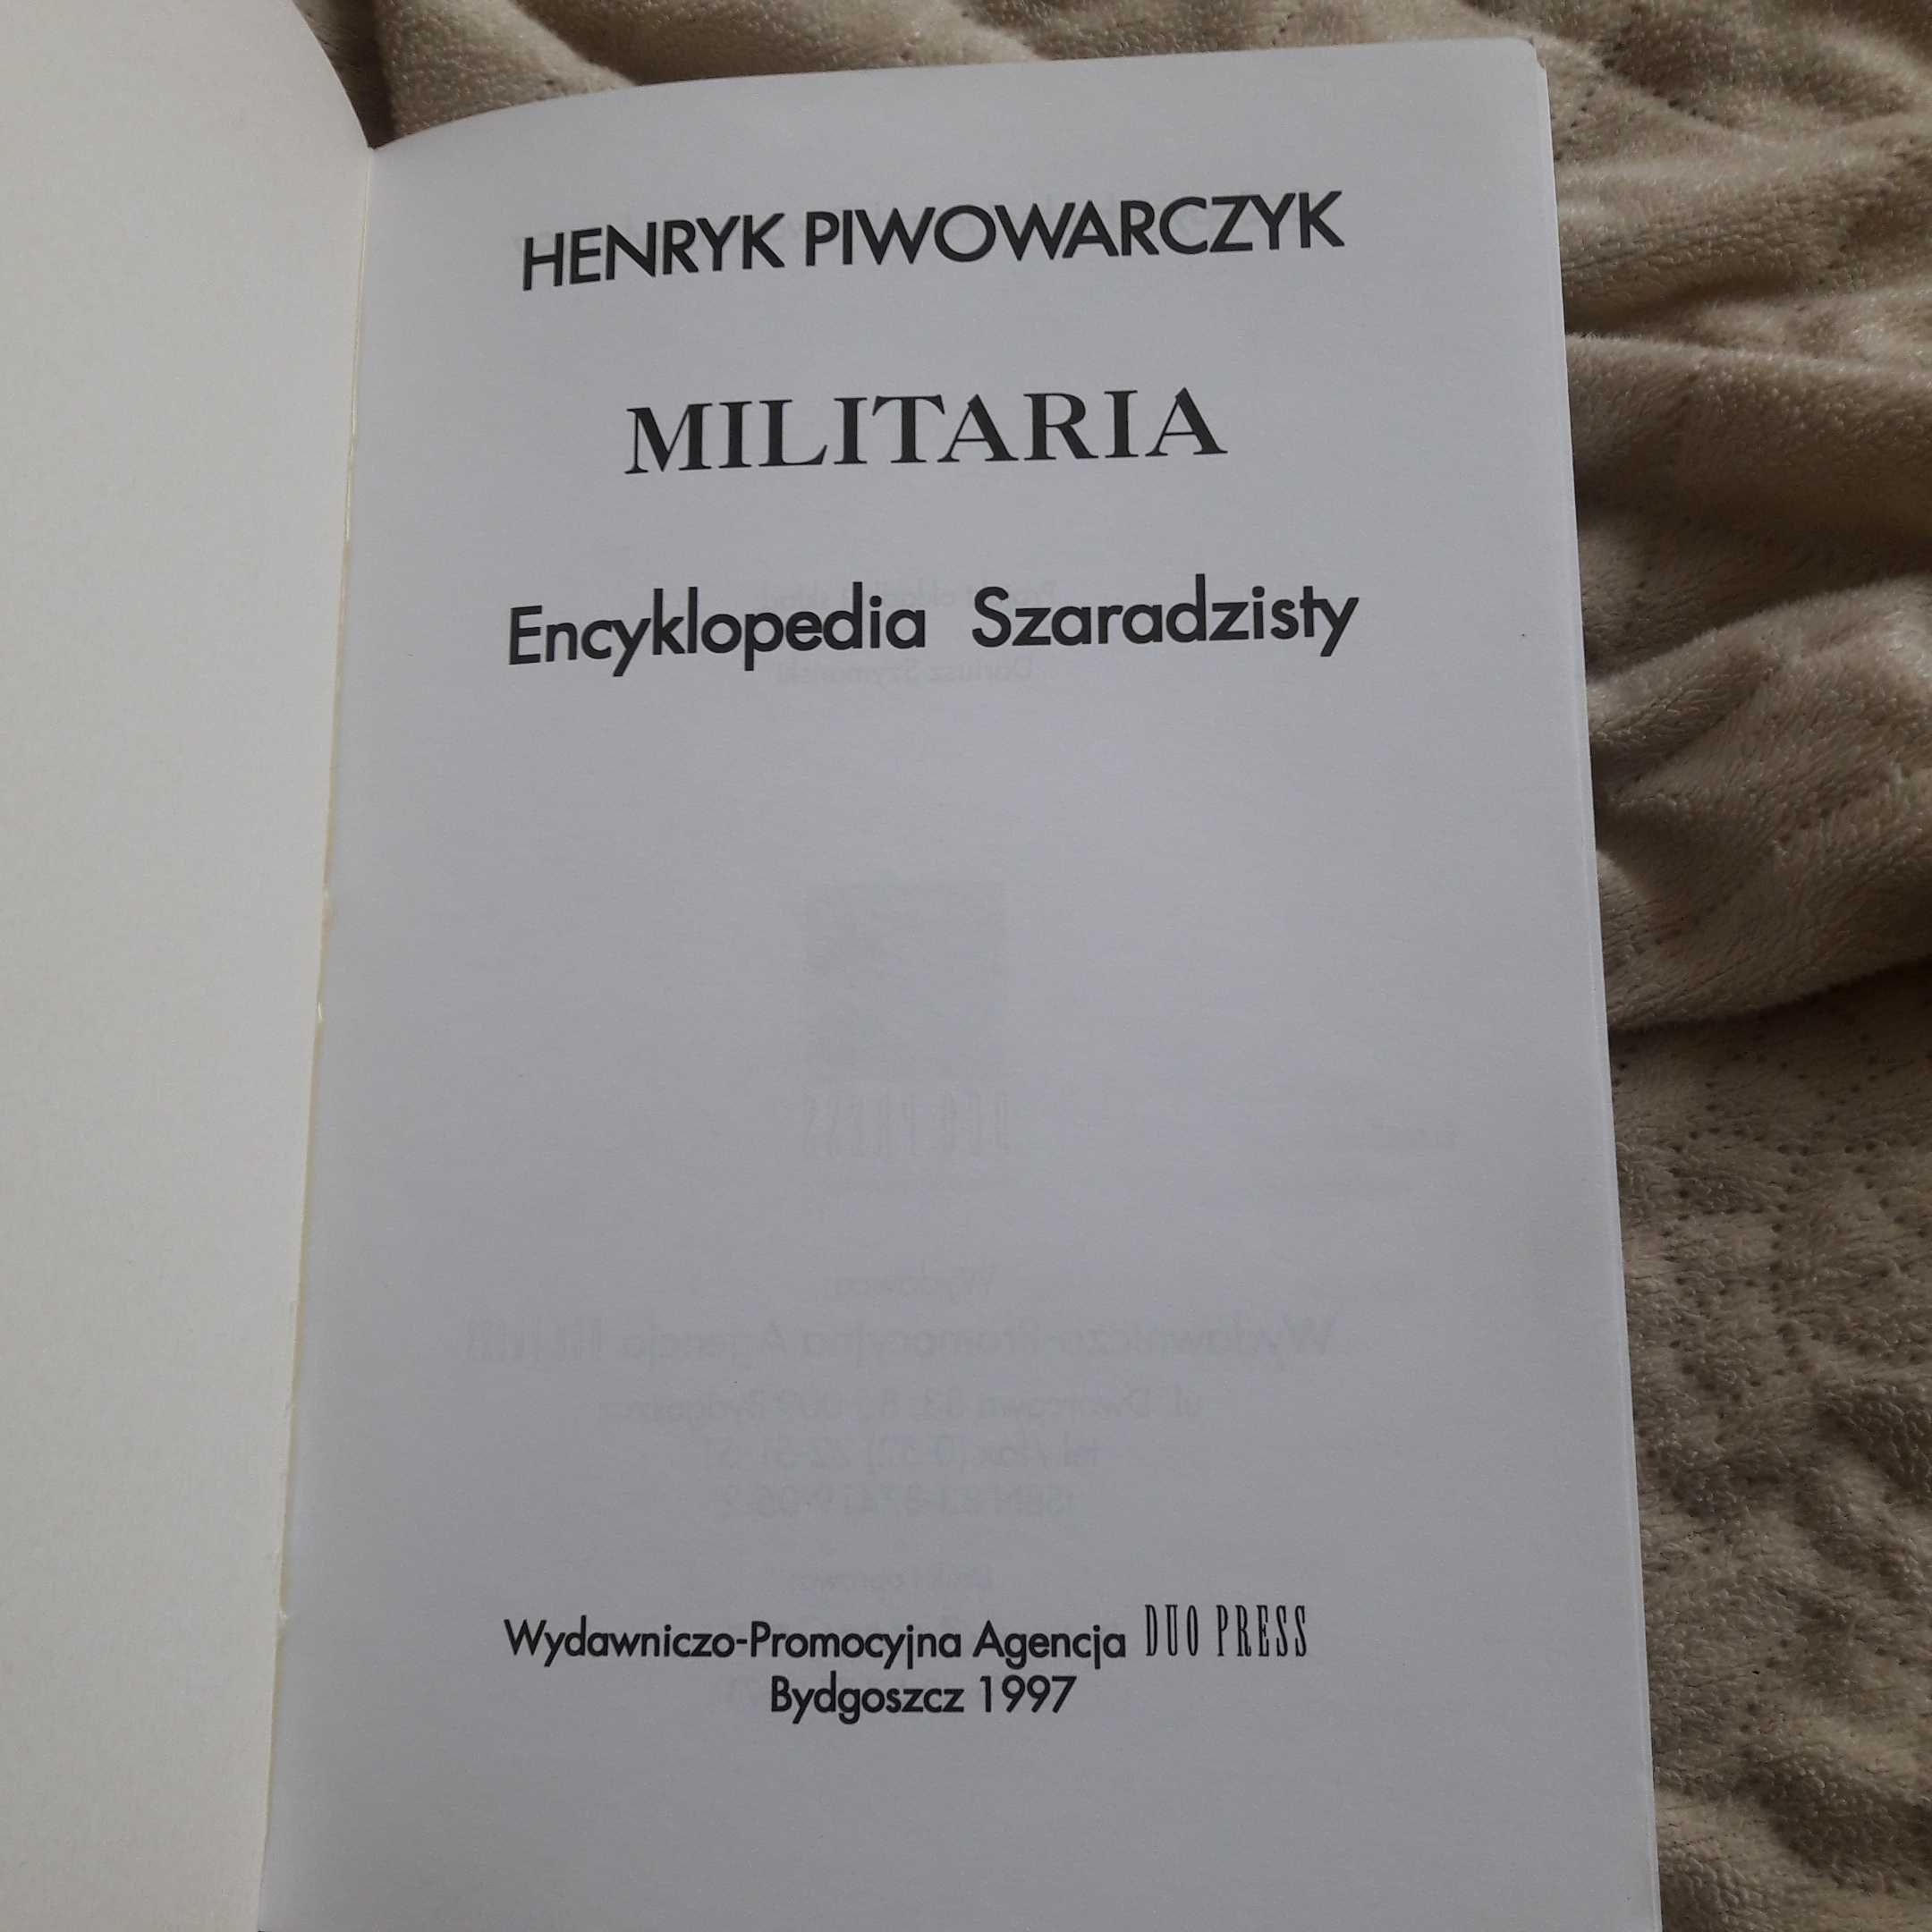 HENRYK PIWOWARCZYK
MILITARIA
Encyklopedia Szaradzisty
Wydawniczo-Promocyjna Agencja DUO PRESS
Bydgoszcz 1997